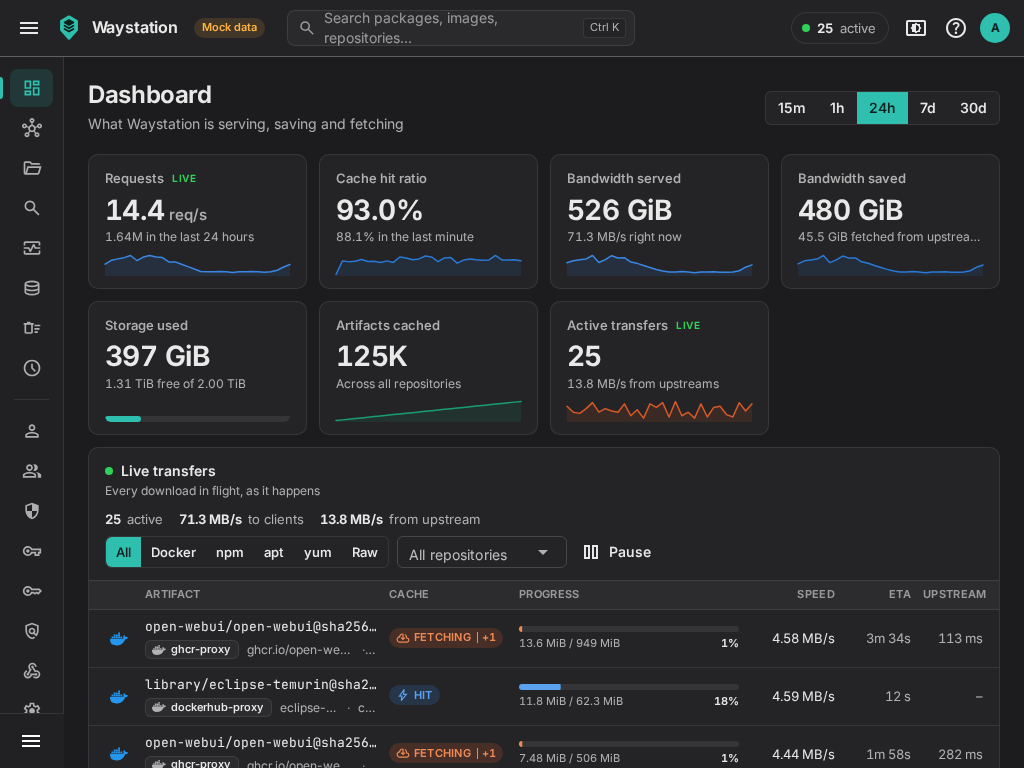 Waystation
Mock data
Search packages, images, repositories...
Ctrl K
25 active
A
Dashboard
What Waystation is serving, saving and fetching
15m 1h 24h 7d 30d
Requests LIVE
14.4 req/s
1.64M in the last 24 hours
Cache hit ratio
93.0%
88.1% in the last minute
Bandwidth served
526 GiB
71.3 MB/s right now
Bandwidth saved
480 GiB
45.5 GiB fetched from upstrea...
Storage used
397 GiB
1.31 TiB free of 2.00 TiB
Artifacts cached
125K
Across all repositories
Active transfers LIVE
25
13.8 MB/s from upstreams
Live transfers
Every download in flight, as it happens
25 active 71.3 MB/s to clients 13.8 MB/s from upstream
All Docker npm apt yum Raw All repositories Pause
ARTIFACT CACHE PROGRESS SPEED ETA UPSTREAM
open-webui/open-webui@sha256...
ghcr-proxy ghcr.io/open-we... ·...
FETCHING | +1
13.6 MiB / 949 MiB 1%
4.58 MB/s 3m 34s 113 ms
library/eclipse-temurin@sha2...
dockerhub-proxy eclipse-... · c...
HIT
11.8 MiB / 62.3 MiB 18%
4.59 MB/s 12 s –
open-webui/open-webui@sha256...
ghcr-proxy ghcr.io/open-we...
FETCHING | +1
7.48 MiB / 506 MiB 1%
4.44 MB/s 1m 58s 282 ms